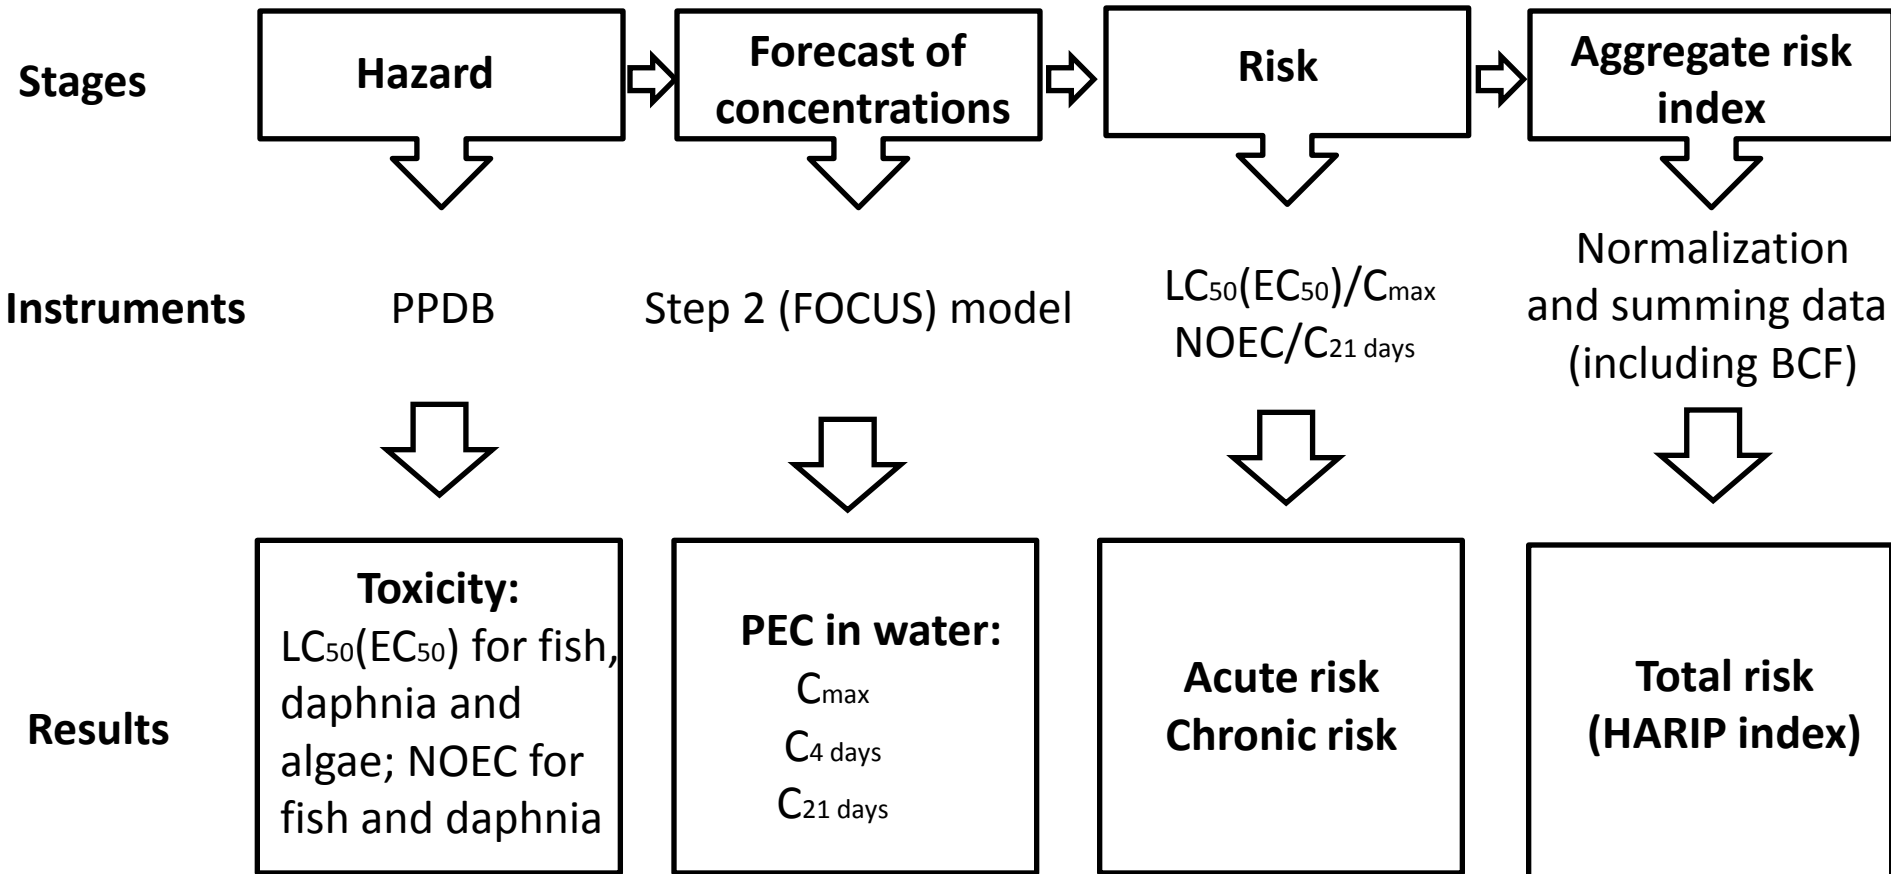 Stages
Hazard
Forecast of
concentrations
Risk
Aggregate risk
index
Instruments
PPDB
Step 2 (FOCUS) model
LC50(EC50)/Cmax
NOEC/C21 days
Normalization
and summing data
(including BCF)
Results
Toxicity:
LC50(EC50) for fish,
daphnia and
algae; NOEC for
fish and daphnia
PEC in water:
Cmax
C4 days
C21 days
Acute risk
Chronic risk
Total risk
(HARIP index)